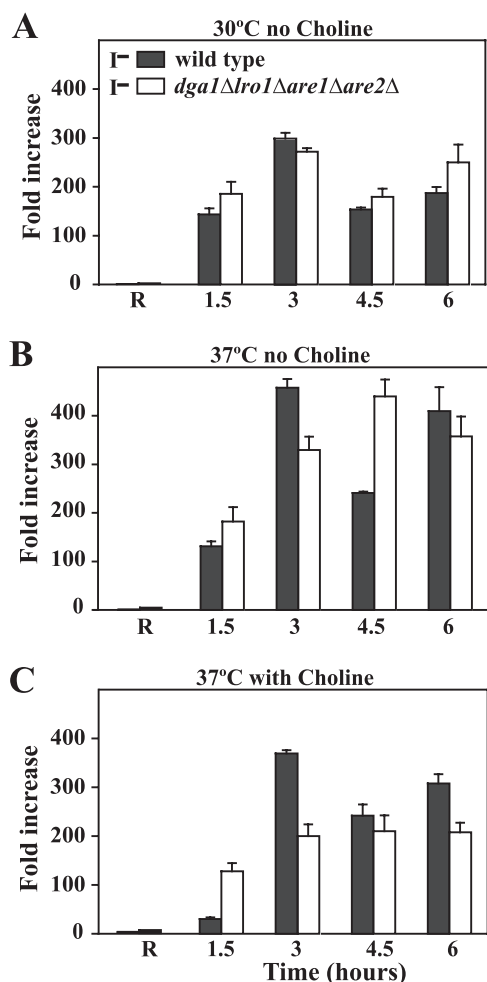 A
30ºC no Choline
I- wild type
I- dga1Δlro1Δare1Δare2Δ
Fold increase
400
300
200
100
0
R 1.5 3 4.5 6
B
37ºC no Choline
Fold increase
400
300
200
100
0
R 1.5 3 4.5 6
C
37ºC with Choline
Fold increase
400
300
200
100
0
R 1.5 3 4.5 6
Time (hours)